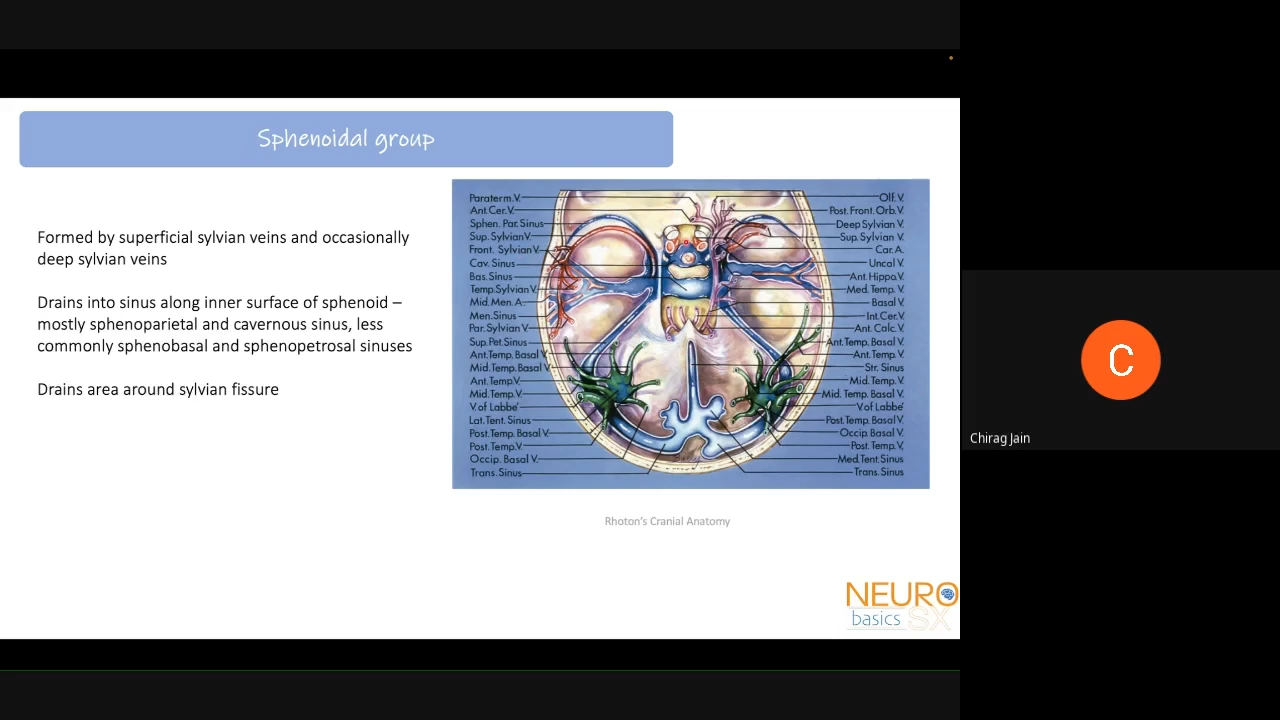 Sphenoidal group
Formed by superficial sylvian veins and occasionally
deep sylvian veins
Drains into sinus along inner surface of sphenoid –
mostly sphenoparietal and cavernous sinus, less
commonly sphenobasal and sphenopetrosal sinuses
Drains area around sylvian fissure
Paraterm.V.
Ant.Cer.V.
Sphen. Par. Sinus
Sup. Sylvian V.
Front. Sylvian V.
Cav. Sinus
Bas. Sinus
Temp. Sylvian V.
Mid. Men. A.
Men. Sinus
Par. Sylvian V.
Sup. Pet. Sinus
Ant. Temp. Basal V.
Mid. Temp. Basal V.
Ant. Temp. V.
Mid. Temp. V.
V. of Labbe'
Lat. Tent. Sinus
Post. Temp. Basal V.
Post. Temp. V.
Occip. Basal V.
Trans. Sinus
Olf. V.
Post. Front. Orb. V.
Deep Sylvian V.
Sup. Sylvian V.
Car. A.
Uncal V.
Ant. Hippo. V.
Med. Temp. V.
Basal V.
Int. Cer. V.
Ant. Calc. V.
Ant. Temp. Basal V.
Ant. Temp. V.
Str. Sinus
Mid. Temp. V.
Mid. Temp. Basal V.
V. of Labbe'
Post. Temp. Basal V.
Occip. Basal V.
Post. Temp. V.
Med. Tent. Sinus
Trans. Sinus
Rhoton's Cranial Anatomy
NEURO
basics SX
C
Chirag Jain